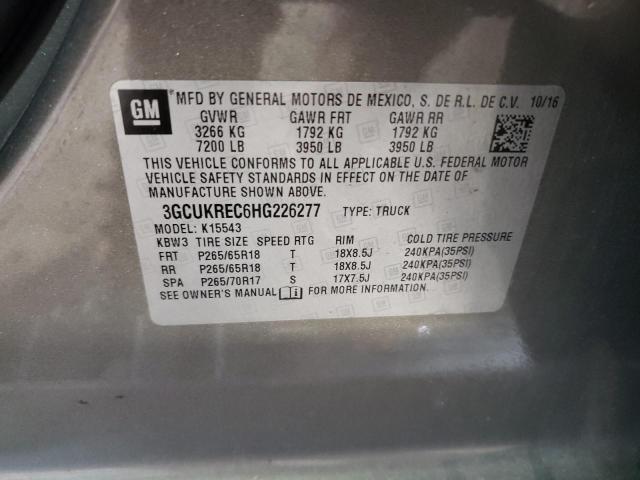 GM MFD BY GENERAL MOTORS DE MEXICO, S. DE R.L. DE C.V. 10/16
GVWR GAWR FRT GAWR RR
3266 KG 1792 KG 1792 KG
7200 LB 3950 LB 3950 LB
THIS VEHICLE CONFORMS TO ALL APPLICABLE U.S. FEDERAL MOTOR
VEHICLE SAFETY STANDARDS IN EFFECT ON THE DATE OF
MANUFACTURE SHOWN ABOVE.
3GCUKREC6HG226277 TYPE: TRUCK
MODEL: K15543
KBW3 TIRE SIZE SPEED RTG RIM COLD TIRE PRESSURE
FRT P265/65R18 T 18X8.5J 240KPA(35PSI)
RR P265/65R18 T 18X8.5J 240KPA(35PSI)
SPA P265/70R17 S 17X7.5J 240KPA(35PSI)
SEE OWNER'S MANUAL FOR MORE INFORMATION.